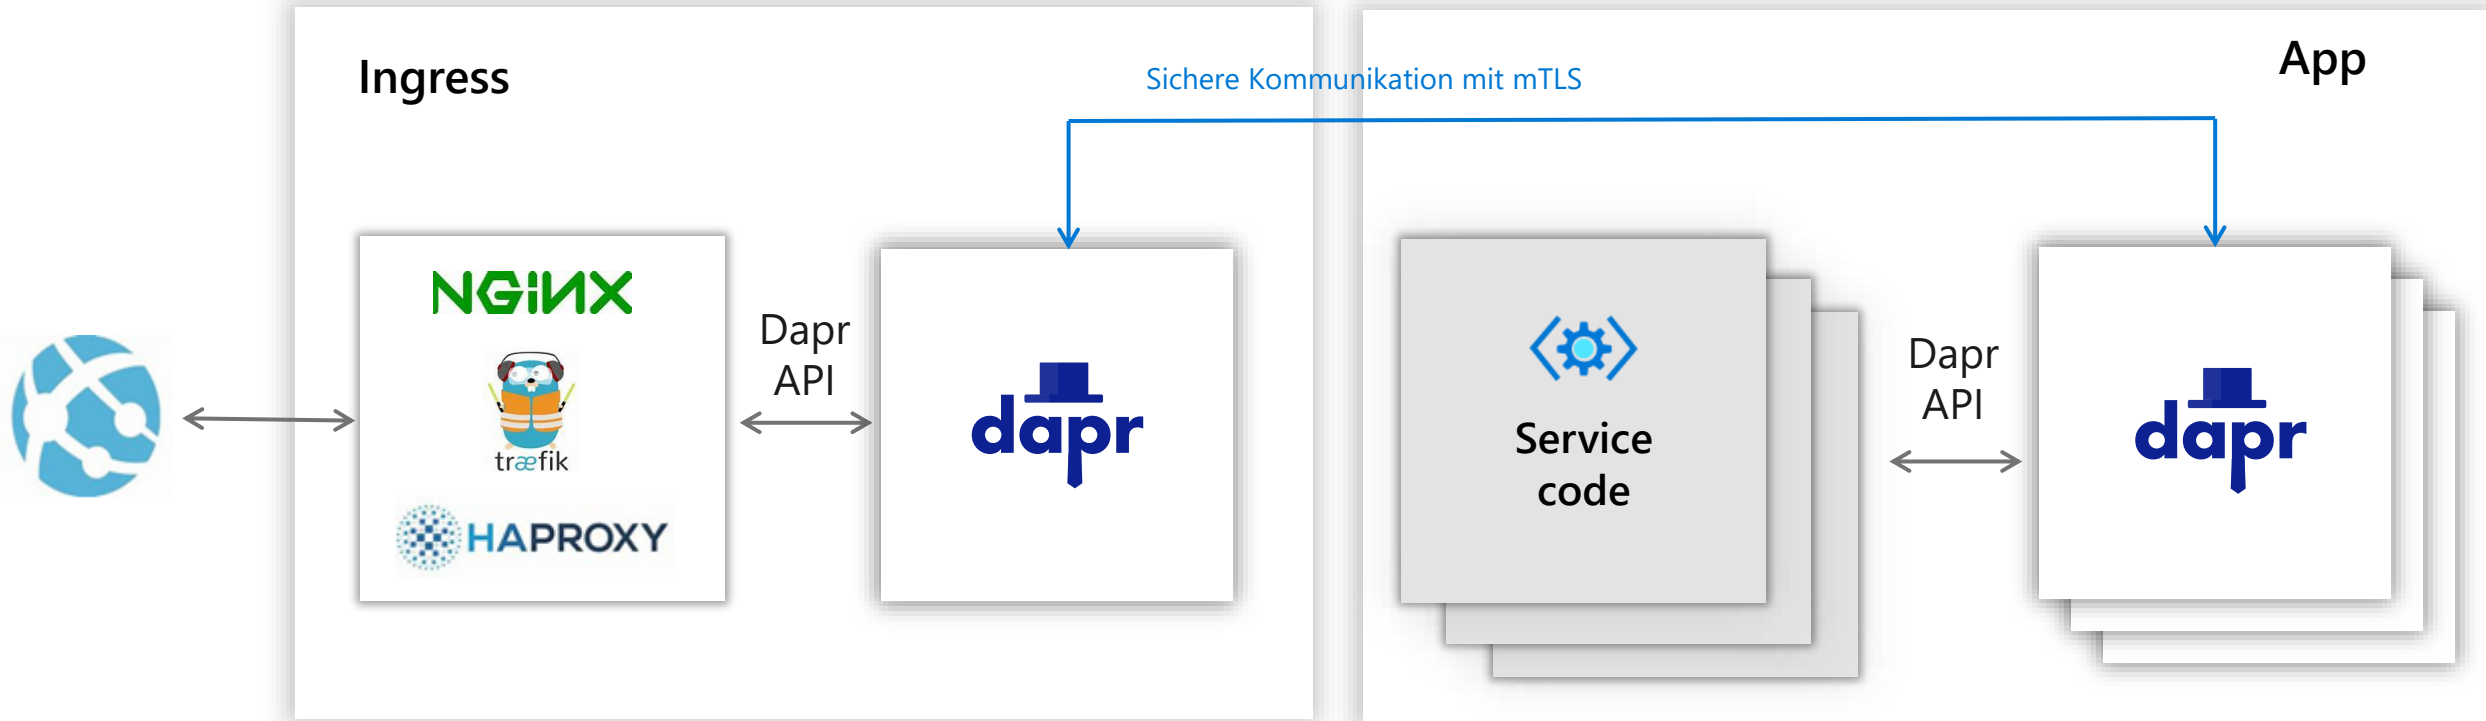 Ingress
Sichere Kommunikation mit mTLS
App
NGINX
træfik
HAPROXY
Dapr
API
dapr
Service
code
Dapr
API
dapr